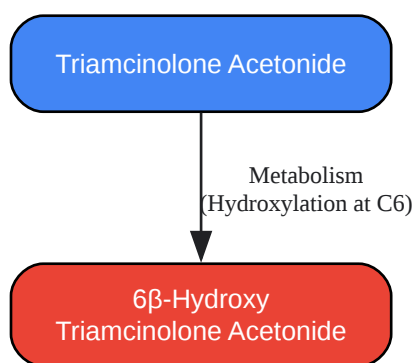 Triamcinolone Acetonide
Metabolism
(Hydroxylation at C6)
6β-Hydroxy
Triamcinolone Acetonide